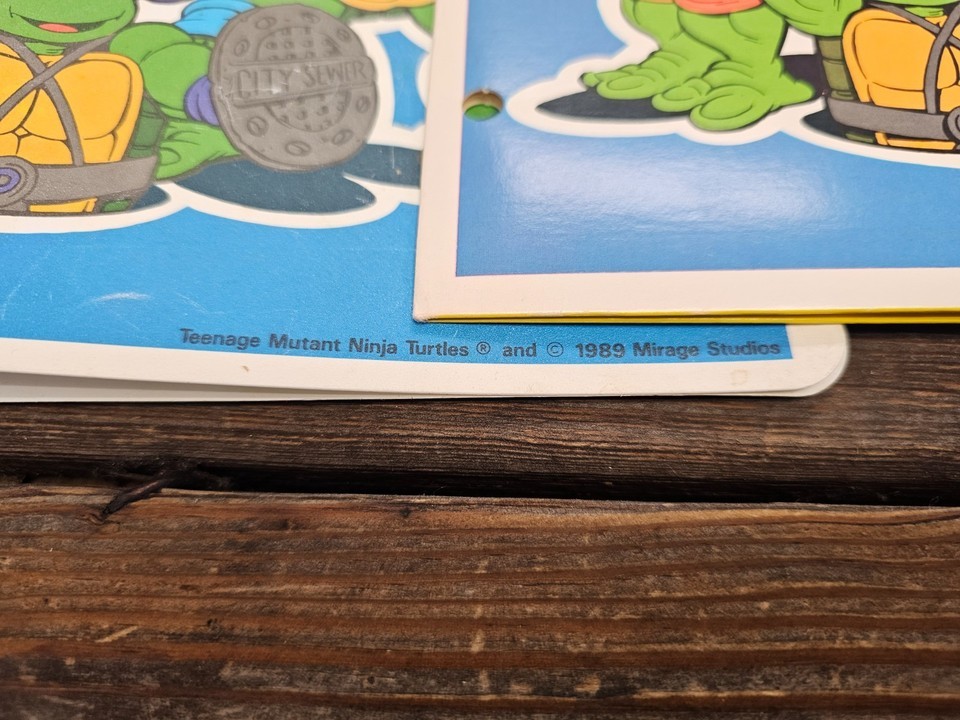 CITY SEWER
Teenage Mutant Ninja Turtles ® and © 1989 Mirage Studios